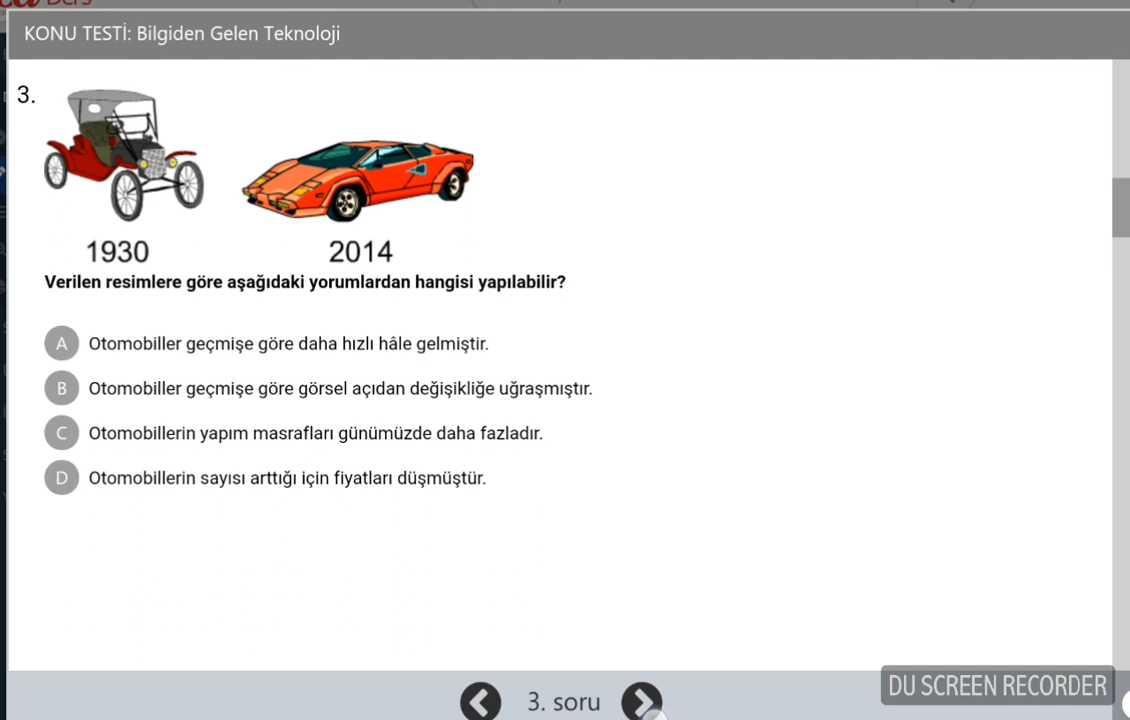 Ders
KONU TESTİ: Bilgiden Gelen Teknoloji
3.
1930 2014
Verilen resimlere göre aşağıdaki yorumlardan hangisi yapılabilir?
A Otomobiller geçmişe göre daha hızlı hâle gelmiştir.
B Otomobiller geçmişe göre görsel açıdan değişikliğe uğraşmıştır.
C Otomobillerin yapım masrafları günümüzde daha fazladır.
D Otomobillerin sayısı arttığı için fiyatları düşmüştür.
3. soru
DU SCREEN RECORDER